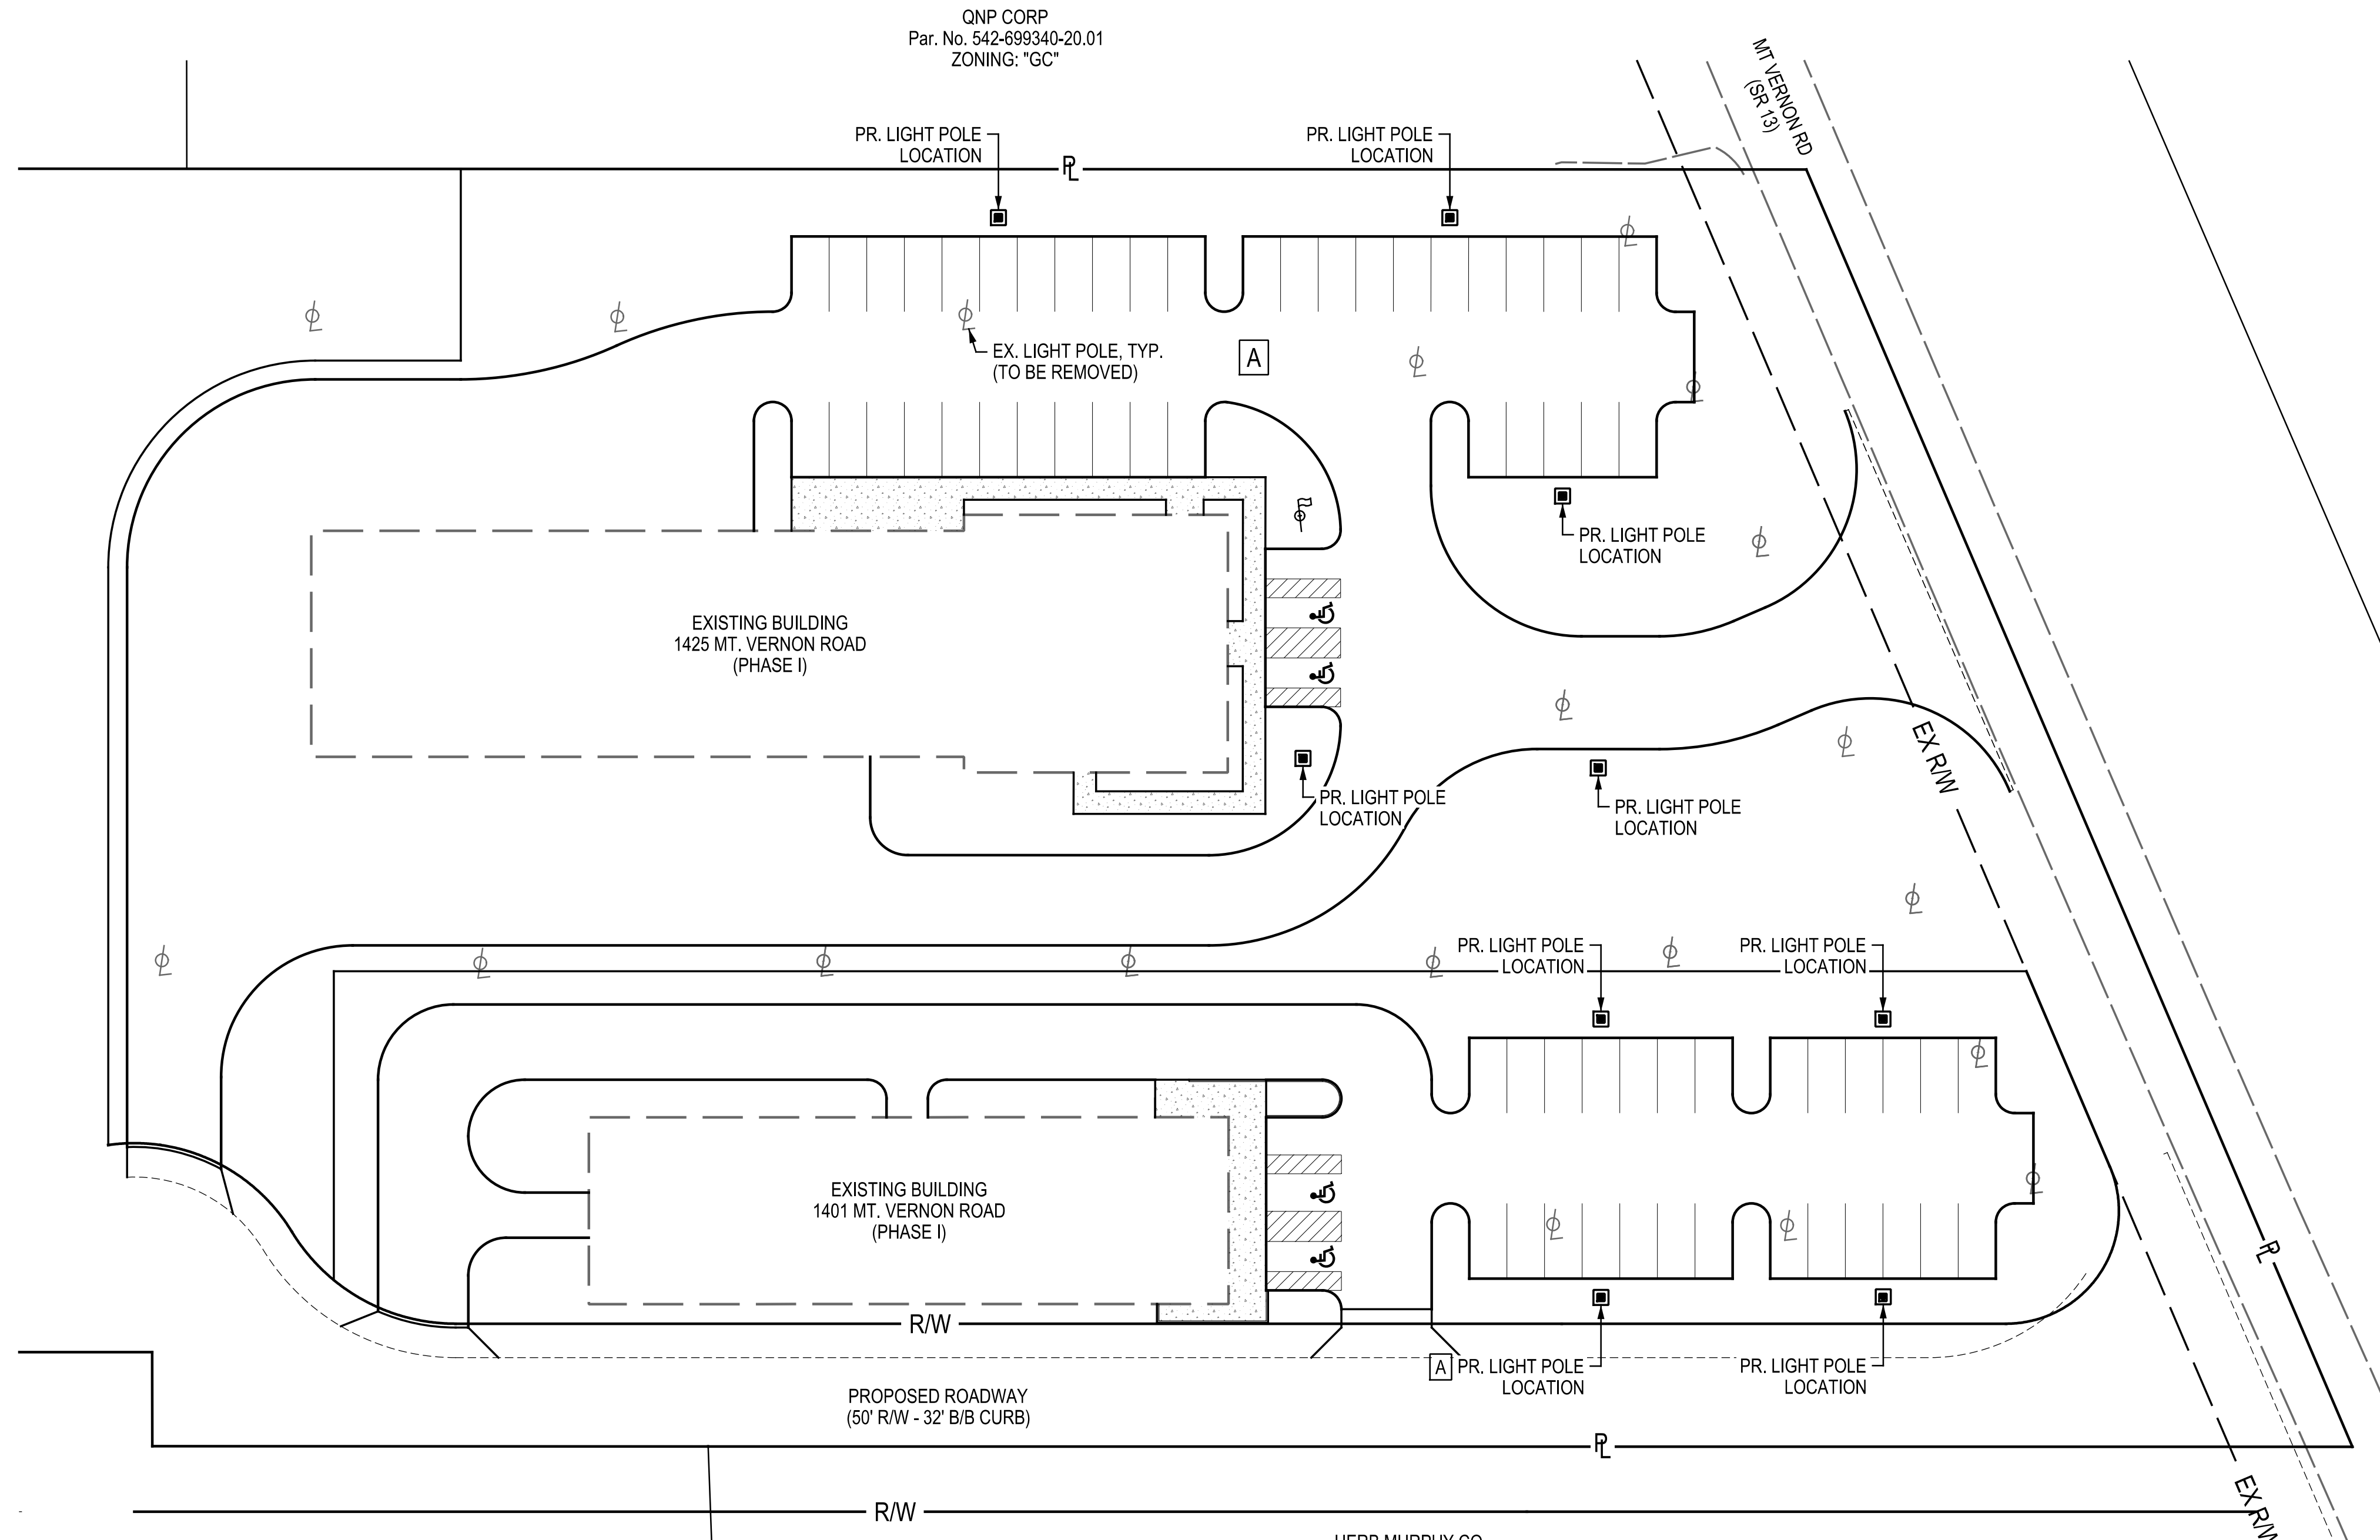 QNP CORP
Par. No. 542-699340-20.01
ZONING: "GC"
MT VERNON RD
(SR 13)
PR. LIGHT POLE
LOCATION
PR. LIGHT POLE
LOCATION
PL
EX. LIGHT POLE, TYP.
(TO BE REMOVED)
A
PR. LIGHT POLE
LOCATION
EXISTING BUILDING
1425 MT. VERNON ROAD
(PHASE I)
EX R/W
PR. LIGHT POLE
LOCATION
PR. LIGHT POLE
LOCATION
PR. LIGHT POLE
LOCATION
PR. LIGHT POLE
LOCATION
EXISTING BUILDING
1401 MT. VERNON ROAD
(PHASE I)
PL
R/W
A
PR. LIGHT POLE
LOCATION
PR. LIGHT POLE
LOCATION
PROPOSED ROADWAY
(50' R/W - 32' B/B CURB)
PL
R/W
EX R/W
HERB MURPHY CO